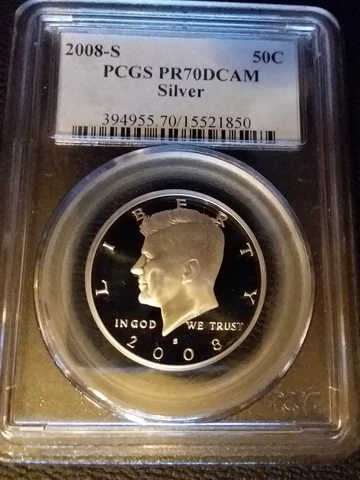 2008-S 50C
PCGS PR70DCAM
Silver
394955.70/15521850
LIBERTY
IN GOD WE TRUST
S
2008